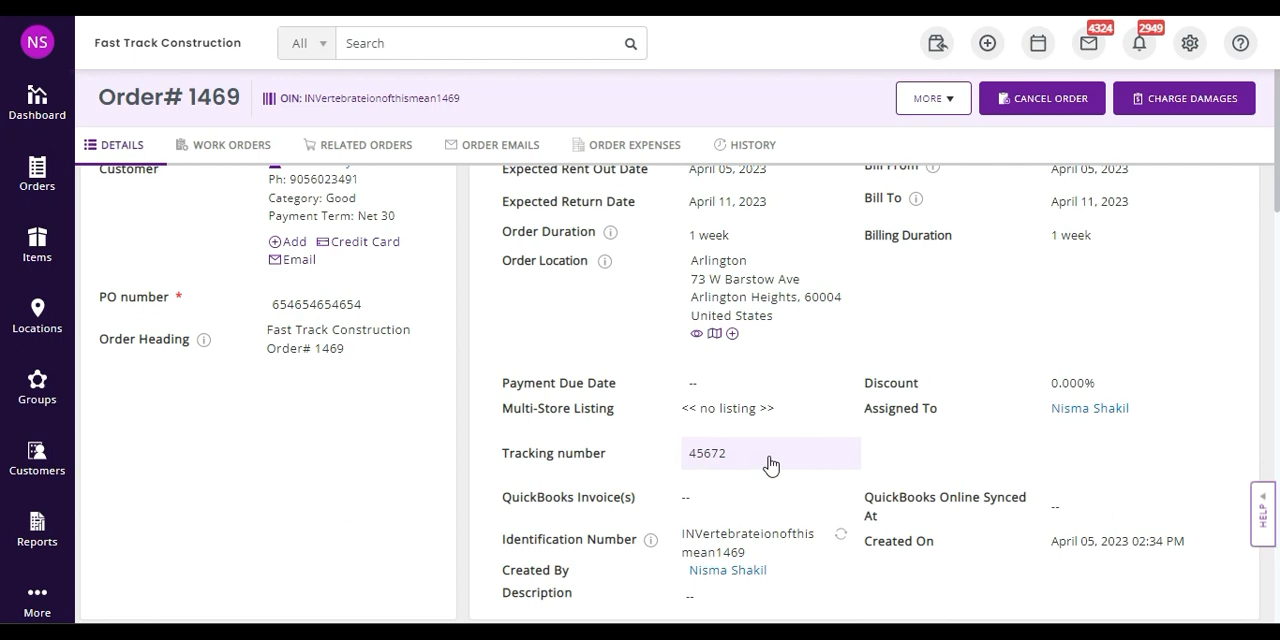 NS
Fast Track Construction
All
Search
4324
2949
Dashboard
Orders
Items
Locations
Groups
Customers
Reports
More
Order# 1469
OIN: INVertebrateionofthismean1469
MORE
CANCEL ORDER
CHARGE DAMAGES
DETAILS
WORK ORDERS
RELATED ORDERS
ORDER EMAILS
ORDER EXPENSES
HISTORY
Customer
Ph: 9056023491
Category: Good
Payment Term: Net 30
Add Credit Card
Email
PO number *
654654654654
Order Heading
Fast Track Construction
Order# 1469
Expected Rent Out Date
April 05, 2023
Bill From
April 05, 2023
Expected Return Date
April 11, 2023
Bill To
April 11, 2023
Order Duration
1 week
Billing Duration
1 week
Order Location
Arlington
73 W Barstow Ave
Arlington Heights, 60004
United States
Payment Due Date
--
Discount
0.000%
Multi-Store Listing
<< no listing >>
Assigned To
Nisma Shakil
Tracking number
45672
QuickBooks Invoice(s)
--
QuickBooks Online Synced
At
--
Identification Number
INVertebrateionofthis
mean1469
Created On
April 05, 2023 02:34 PM
Created By
Nisma Shakil
Description
--
HELP